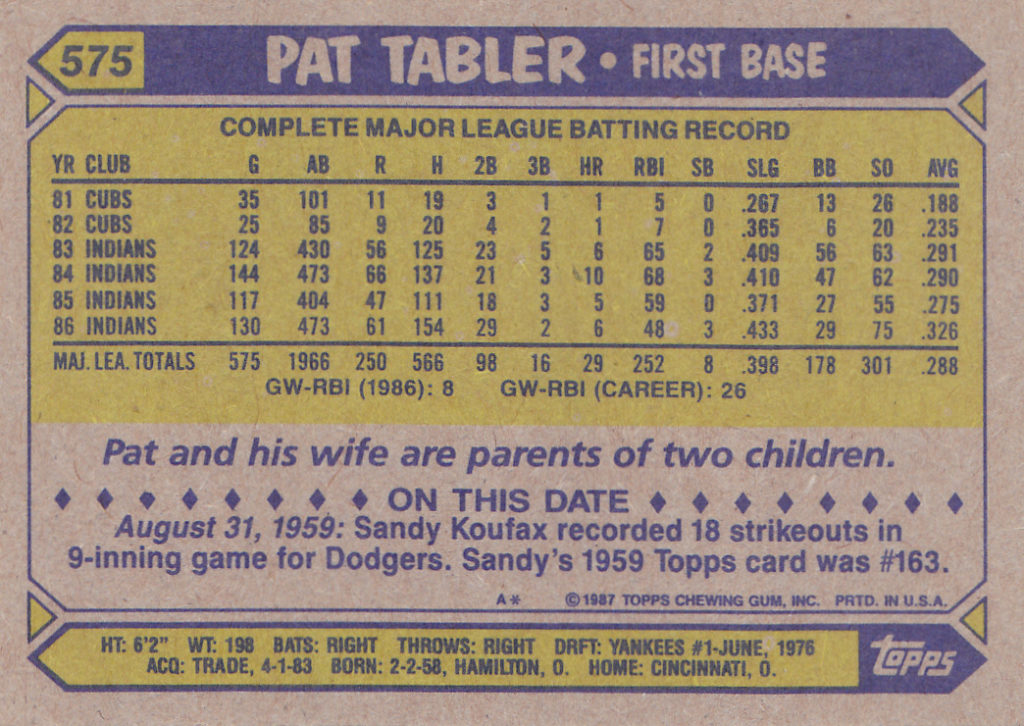 575 PAT TABLER • FIRST BASE
COMPLETE MAJOR LEAGUE BATTING RECORD
YR CLUB G AB R H 2B 3B HR RBI SB SLG BB SO AVG
81 CUBS 35 101 11 19 3 1 1 5 0 .267 13 26 .188
82 CUBS 25 85 9 20 4 2 1 7 0 .365 6 20 .235
83 INDIANS 124 430 56 125 23 5 6 65 2 .409 56 63 .291
84 INDIANS 144 473 66 137 21 3 10 68 3 .410 47 62 .290
85 INDIANS 117 404 47 111 18 3 5 59 0 .371 27 55 .275
86 INDIANS 130 473 61 154 29 2 6 48 3 .433 29 75 .326
MAJ. LEA. TOTALS 575 1966 250 566 98 16 29 252 8 .398 178 301 .288
GW-RBI (1986): 8 GW-RBI (CAREER): 26
Pat and his wife are parents of two children.
♦ ♦ ♦ ♦ ♦ ♦ ♦ ♦ ON THIS DATE ♦ ♦ ♦ ♦ ♦ ♦ ♦ ♦
August 31, 1959: Sandy Koufax recorded 18 strikeouts in
9-inning game for Dodgers. Sandy's 1959 Topps card was #163.
A* ©1987 TOPPS CHEWING GUM, INC. PRTD. IN U.S.A.
HT: 6'2" WT: 198 BATS: RIGHT THROWS: RIGHT DRFT: YANKEES #1-JUNE, 1976
ACQ: TRADE, 4-1-83 BORN: 2-2-58, HAMILTON, O. HOME: CINCINNATI, O.
TOPPS